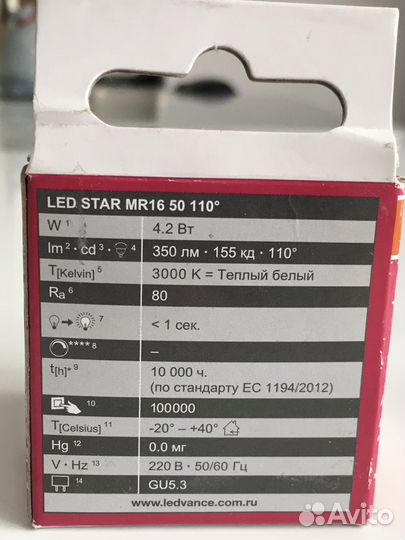 LED STAR MR16 50 110°
W 1) 4.2 Вт
lm 2 • cd 3 • 4 350 лм • 155 кд • 110°
T[Kelvin] 5 3000 K = Теплый белый
Ra 6 80
7 < 1 сек.
**** 8 –
t[h]* 9 10 000 ч.
(по стандарту ЕС 1194/2012)
10 100000
T[Celsius] 11 -20° – +40°
Hg 12 0.0 мг
V • Hz 13 220 В • 50/60 Гц
14 GU5.3
www.ledvance.com.ru
Avito